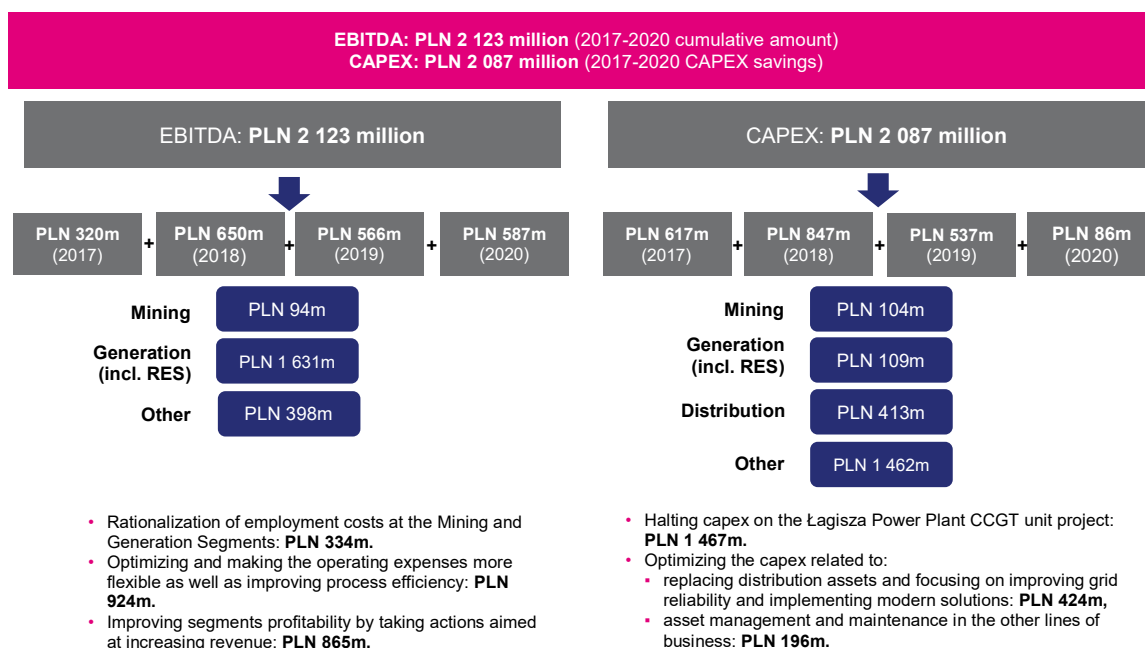 EBITDA: PLN 2 123 million (2017-2020 cumulative amount)
CAPEX: PLN 2 087 million (2017-2020 CAPEX savings)
EBITDA: PLN 2 123 million
PLN 320m
(2017)
+
PLN 650m
(2018)
+
PLN 566m
(2019)
+
PLN 587m
(2020)
Mining
PLN 94m
Generation
(incl. RES)
PLN 1 631m
Other
PLN 398m
• Rationalization of employment costs at the Mining and
Generation Segments: PLN 334m.
• Optimizing and making the operating expenses more
flexible as well as improving process efficiency: PLN
924m.
• Improving segments profitability by taking actions aimed
at increasing revenue: PLN 865m.
CAPEX: PLN 2 087 million
PLN 617m
(2017)
+
PLN 847m
(2018)
+
PLN 537m
(2019)
+
PLN 86m
(2020)
Mining
PLN 104m
Generation
(incl. RES)
PLN 109m
Distribution
PLN 413m
Other
PLN 1 462m
• Halting capex on the Łagisza Power Plant CCGT unit project:
PLN 1 467m.
• Optimizing the capex related to:
▪ replacing distribution assets and focusing on improving grid
reliability and implementing modern solutions: PLN 424m,
▪ asset management and maintenance in the other lines of
business: PLN 196m.